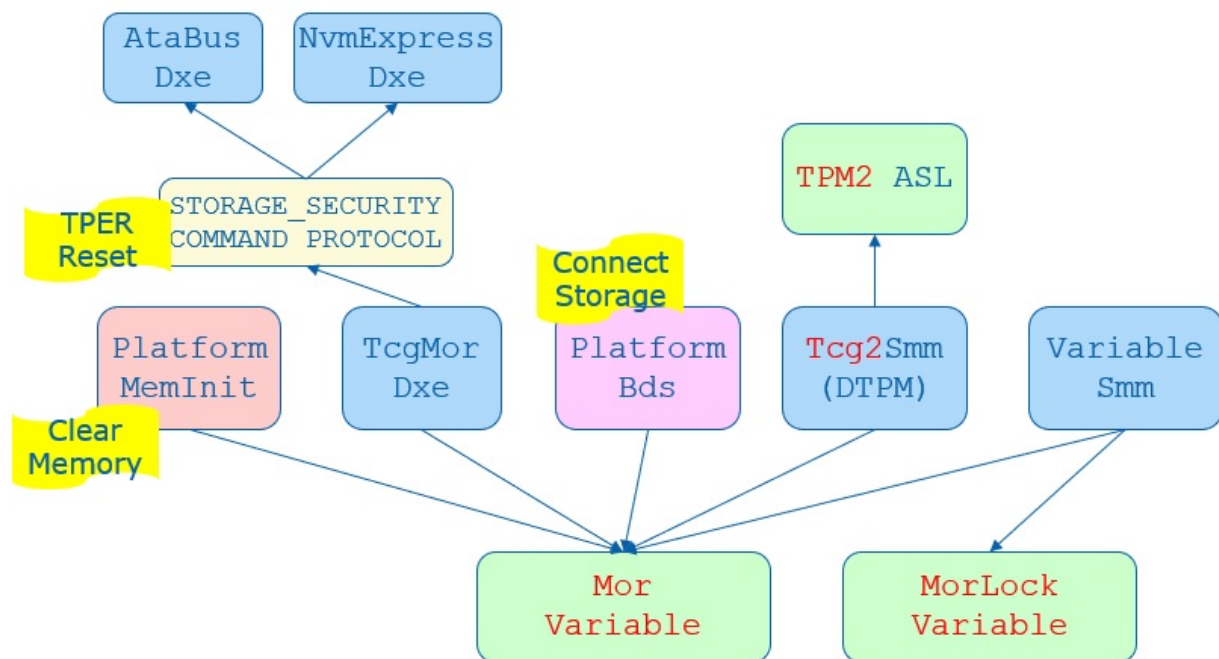 AtaBus
Dxe
NvmExpress
Dxe
TPM2 ASL
STORAGE_SECURITY
COMMAND PROTOCOL
TPER
Reset
Connect
Storage
Platform
MemInit
TcgMor
Dxe
Platform
Bds
Tcg2Smm
(DTPM)
Variable
Smm
Clear
Memory
Mor
Variable
MorLock
Variable